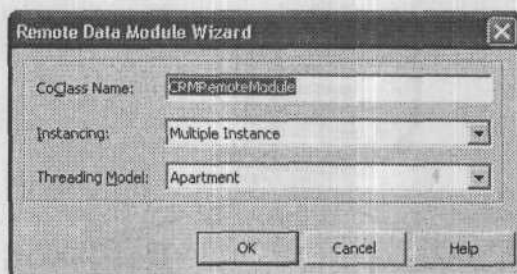 Remote Data Module Wizard
CoClass Name: CRMRemoteModule
Instancing: Multiple Instance
Threading Model: Apartment
OK Cancel Help